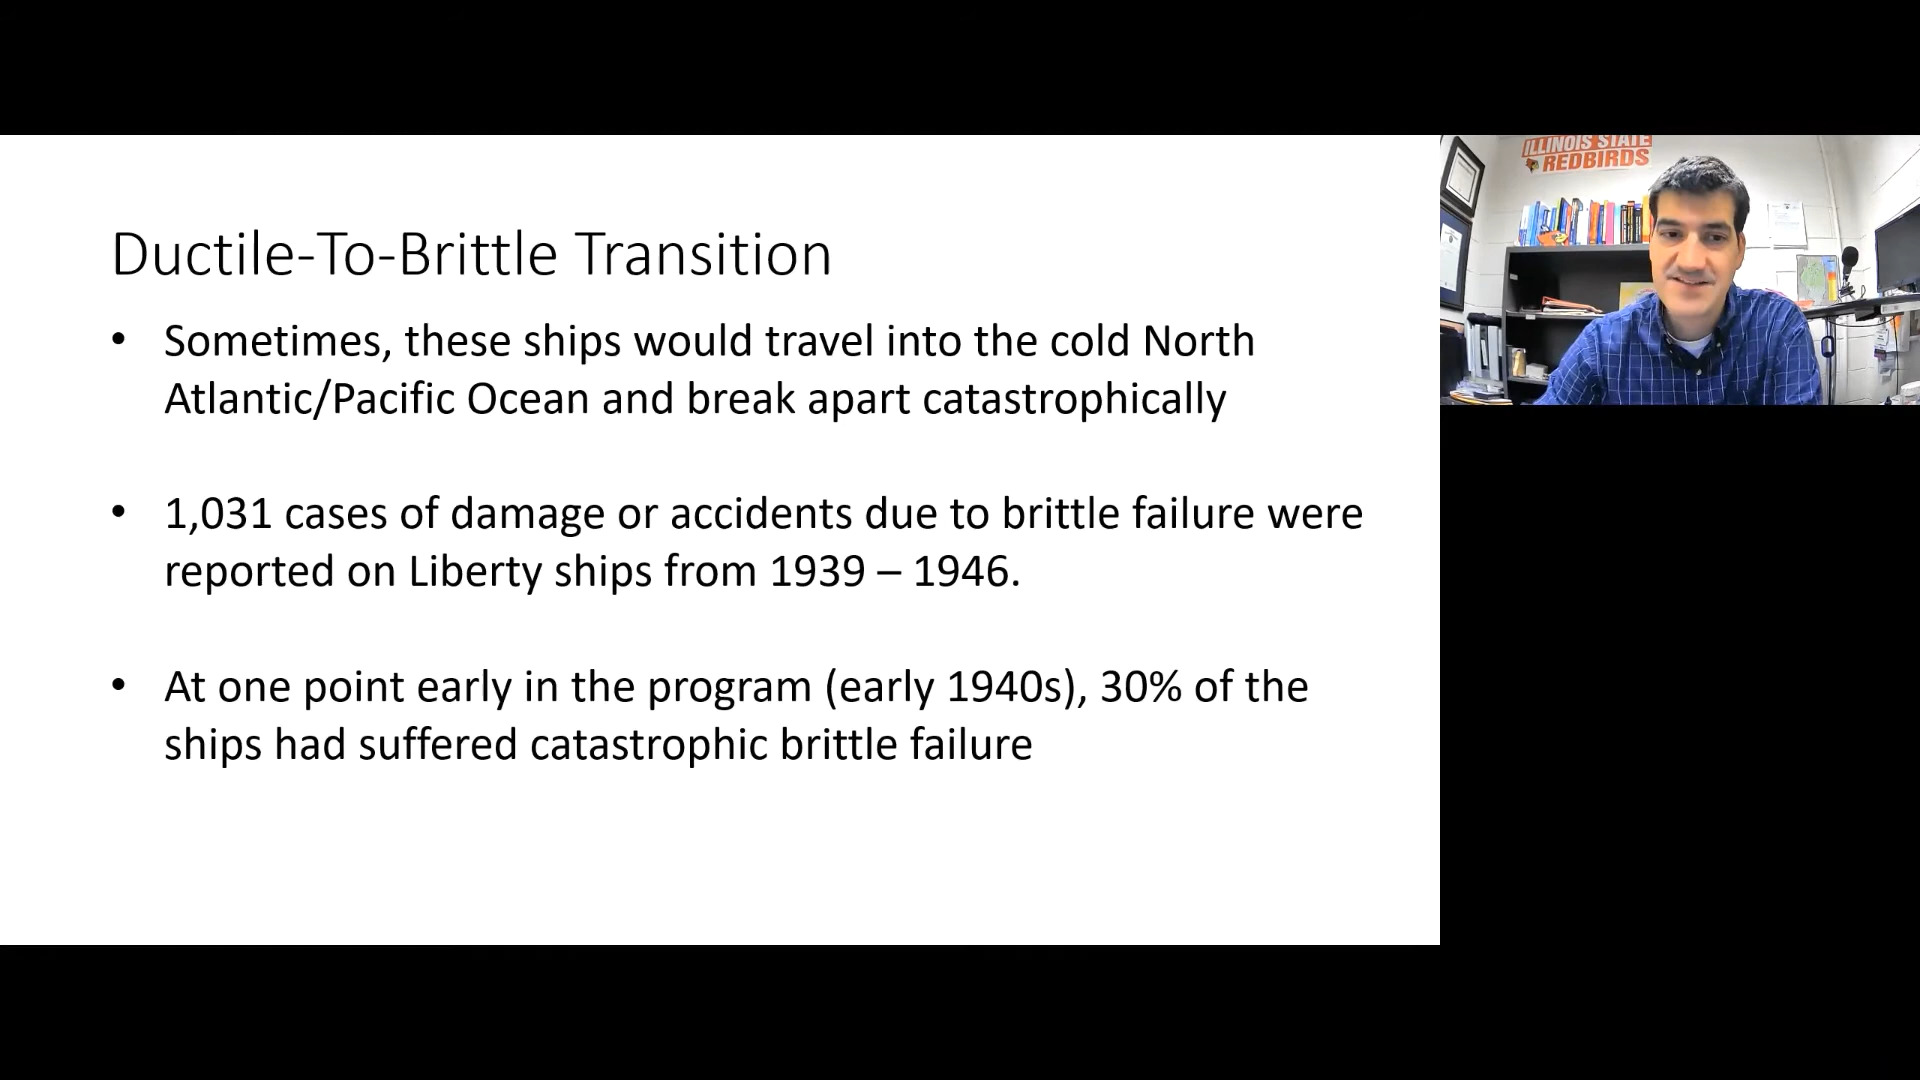 Ductile-To-Brittle Transition
• Sometimes, these ships would travel into the cold North
Atlantic/Pacific Ocean and break apart catastrophically
• 1,031 cases of damage or accidents due to brittle failure were
reported on Liberty ships from 1939 – 1946.
• At one point early in the program (early 1940s), 30% of the
ships had suffered catastrophic brittle failure
ILLINOIS STATE
REDBIRDS